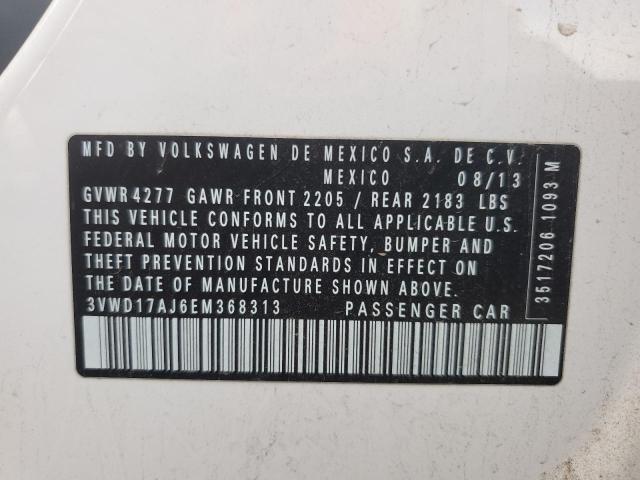 MFD BY VOLKSWAGEN DE MEXICO S.A. DE C.V.
MEXICO 08/13
GVWR 4277 GAWR FRONT 2205 / REAR 2183 LBS
THIS VEHICLE CONFORMS TO ALL APPLICABLE U.S.
FEDERAL MOTOR VEHICLE SAFETY, BUMPER AND
THEFT PREVENTION STANDARDS IN EFFECT ON
THE DATE OF MANUFACTURE SHOWN ABOVE.
3VWD17AJ6EM368313 PASSENGER CAR
3517206 1093 M